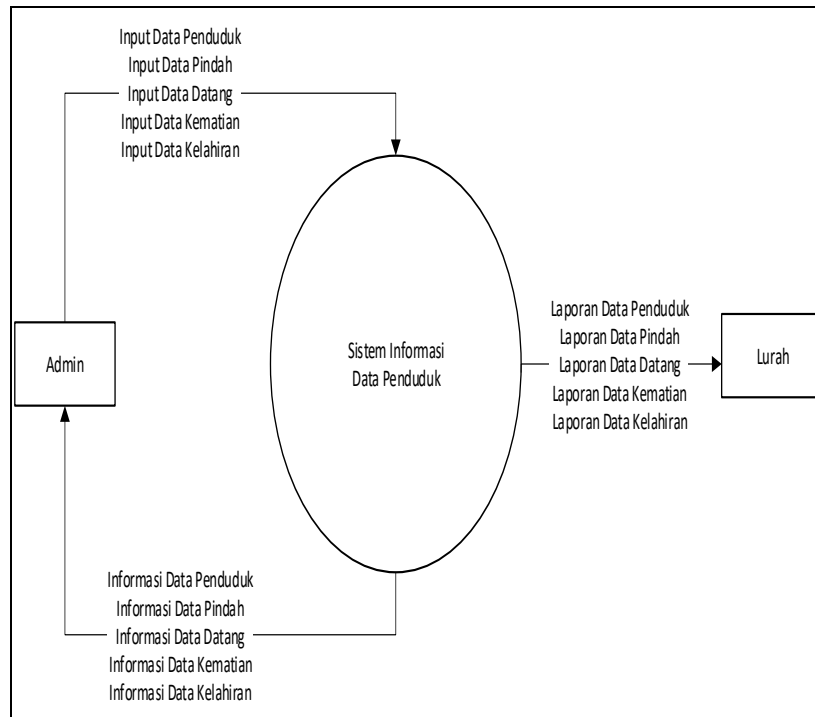 Input Data Penduduk
Input Data Pindah
Input Data Datang
Input Data Kematian
Input Data Kelahiran
Admin
Sistem Informasi
Data Penduduk
Laporan Data Penduduk
Laporan Data Pindah
Laporan Data Datang
Laporan Data Kematian
Laporan Data Kelahiran
Lurah
Informasi Data Penduduk
Informasi Data Pindah
Informasi Data Datang
Informasi Data Kematian
Informasi Data Kelahiran